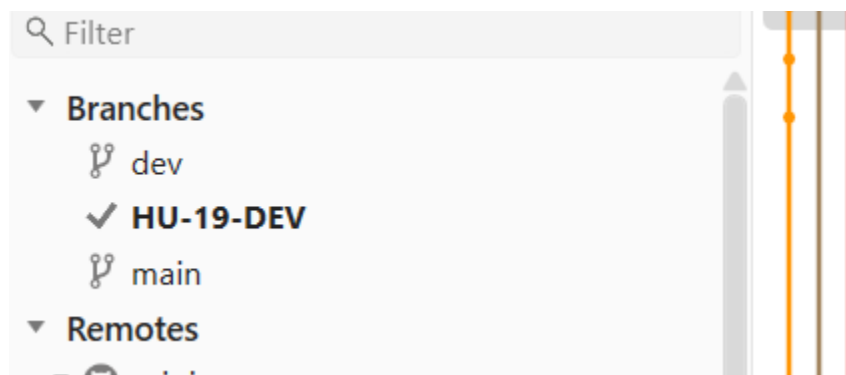 Filter
Branches
dev
HU-19-DEV
main
Remotes